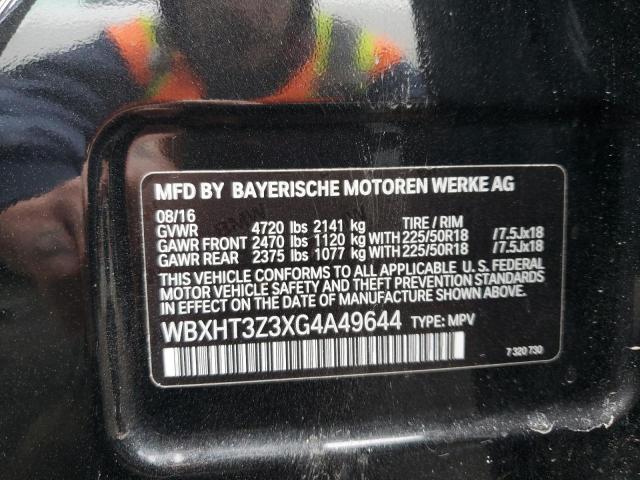 MFD BY BAYERISCHE MOTOREN WERKE AG
08/16
GVWR 4720 lbs 2141 kg TIRE / RIM
GAWR FRONT 2470 lbs 1120 kg WITH 225/50R18 /7.5Jx18
GAWR REAR 2375 lbs 1077 kg WITH 225/50R18 /7.5Jx18
THIS VEHICLE CONFORMS TO ALL APPLICABLE U. S. FEDERAL
MOTOR VEHICLE SAFETY AND THEFT PREVENTION STANDARDS
IN EFFECT ON THE DATE OF MANUFACTURE SHOWN ABOVE.
WBXHT3Z3XG4A49644 TYPE: MPV
7 320 730